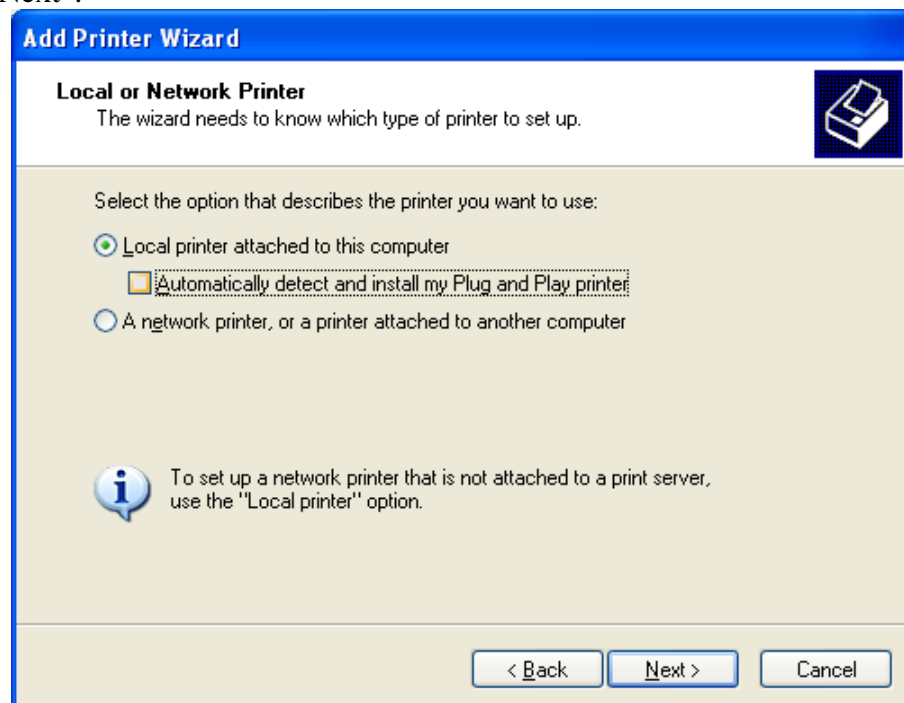 Next".
Add Printer Wizard
Local or Network Printer
The wizard needs to know which type of printer to set up.
Select the option that describes the printer you want to use:
Local printer attached to this computer
Automatically detect and install my Plug and Play printer
A network printer, or a printer attached to another computer
To set up a network printer that is not attached to a print server,
use the "Local printer" option.
< Back
Next >
Cancel